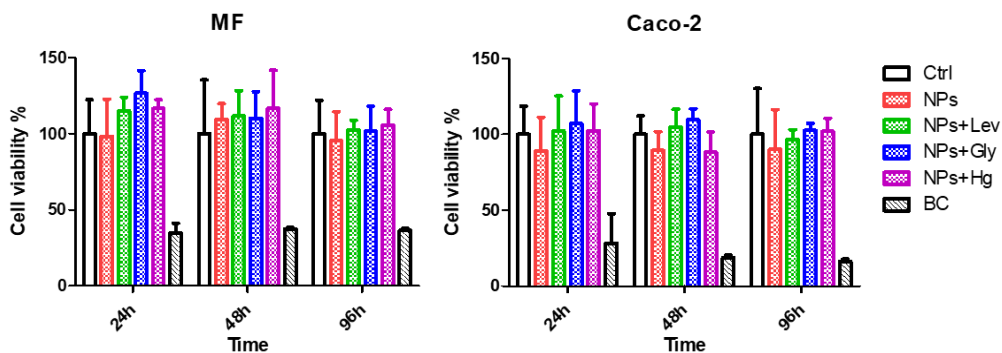 MF
Cell viability %
150
100
50
0
24h
48h
96h
Time
Caco-2
Cell viability %
150
100
50
0
24h
48h
96h
Time
Ctrl
NPs
NPs+Lev
NPs+Gly
NPs+Hg
BC